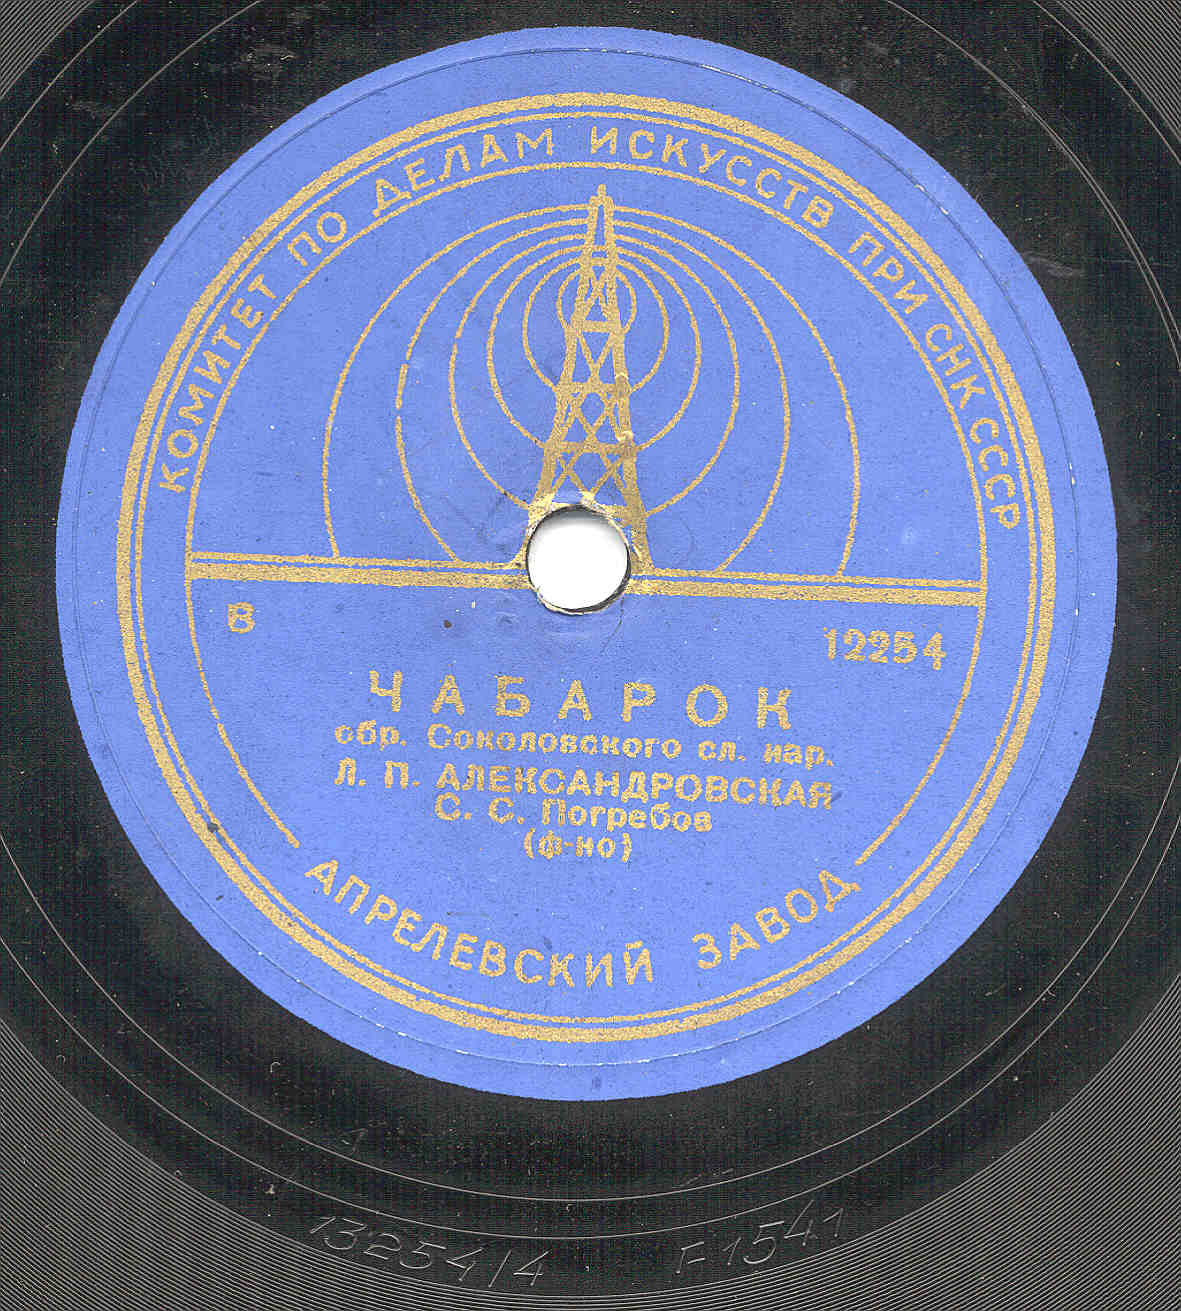 КОМИТЕТ ПО ДЕЛАМ ИСКУССТВ ПРИ СНК СССР
В 12254
ЧАБАРОК
обр. Соколовского сл. нар.
Л. П. АЛЕКСАНДРОВСКАЯ
С. С. Погребов
(ф-но)
АПРЕЛЕВСКИЙ ЗАВОД
13254/4 F1541